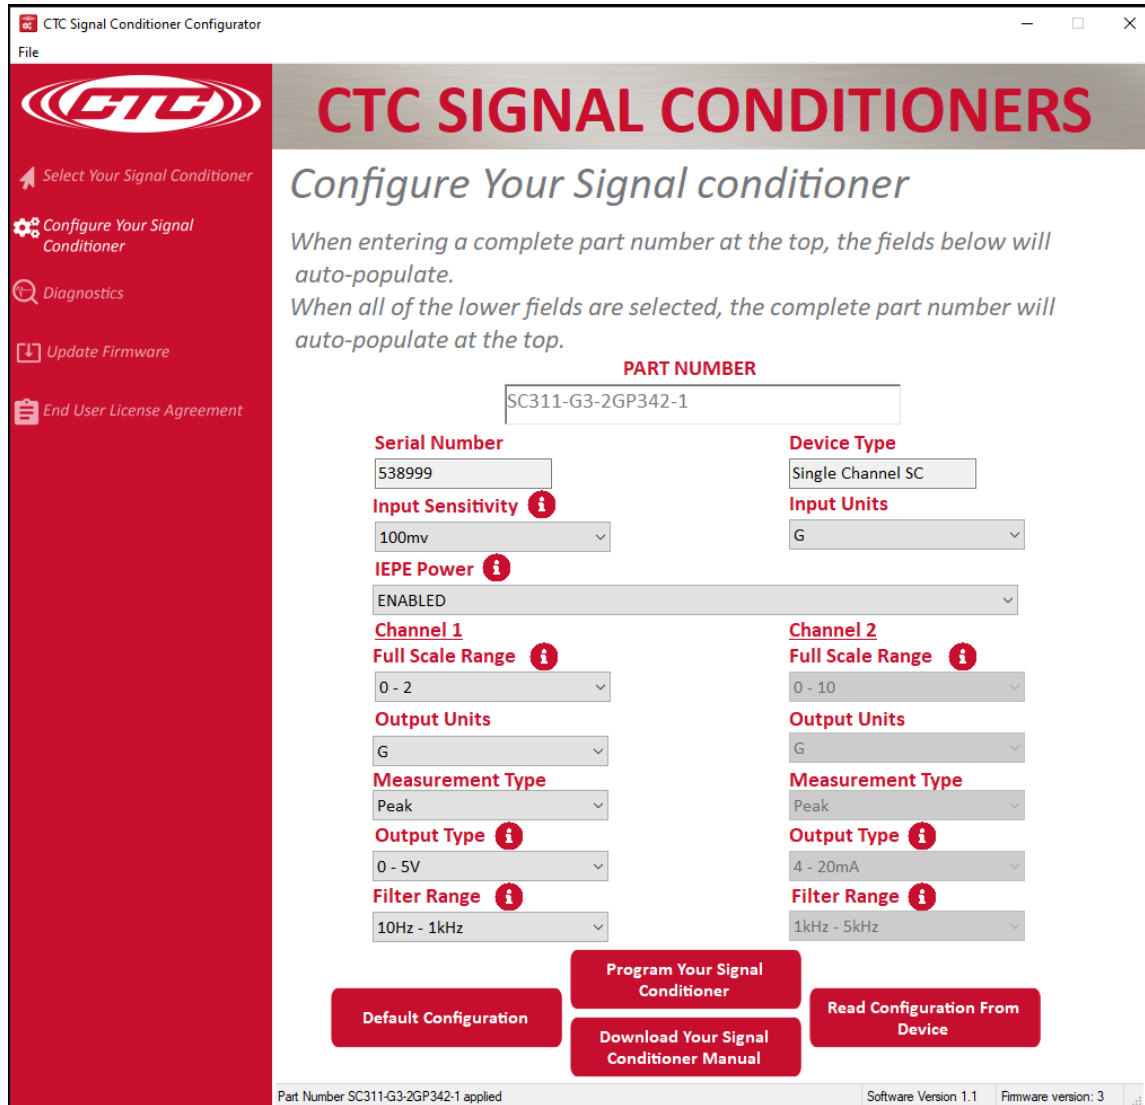 CTC Signal Conditioner Configurator
File
CTC
CTC SIGNAL CONDITIONERS
Select Your Signal Conditioner
Configure Your Signal
Conditioner
Diagnostics
Update Firmware
End User License Agreement
Configure Your Signal conditioner
When entering a complete part number at the top, the fields below will
auto-populate.
When all of the lower fields are selected, the complete part number will
auto-populate at the top.
PART NUMBER
SC311-G3-2GP342-1
Serial Number
Device Type
538999
Single Channel SC
Input Sensitivity i
Input Units
100mv
G
IEPE Power i
ENABLED
Channel 1
Channel 2
Full Scale Range i
Full Scale Range i
0 - 2
0 - 10
Output Units
Output Units
G
G
Measurement Type
Measurement Type
Peak
Peak
Output Type i
Output Type i
0 - 5V
4 - 20mA
Filter Range i
Filter Range i
10Hz - 1kHz
1kHz - 5kHz
Default Configuration
Program Your Signal
Conditioner
Download Your Signal
Conditioner Manual
Read Configuration From
Device
Part Number SC311-G3-2GP342-1 applied
Software Version 1.1
Firmware version: 3